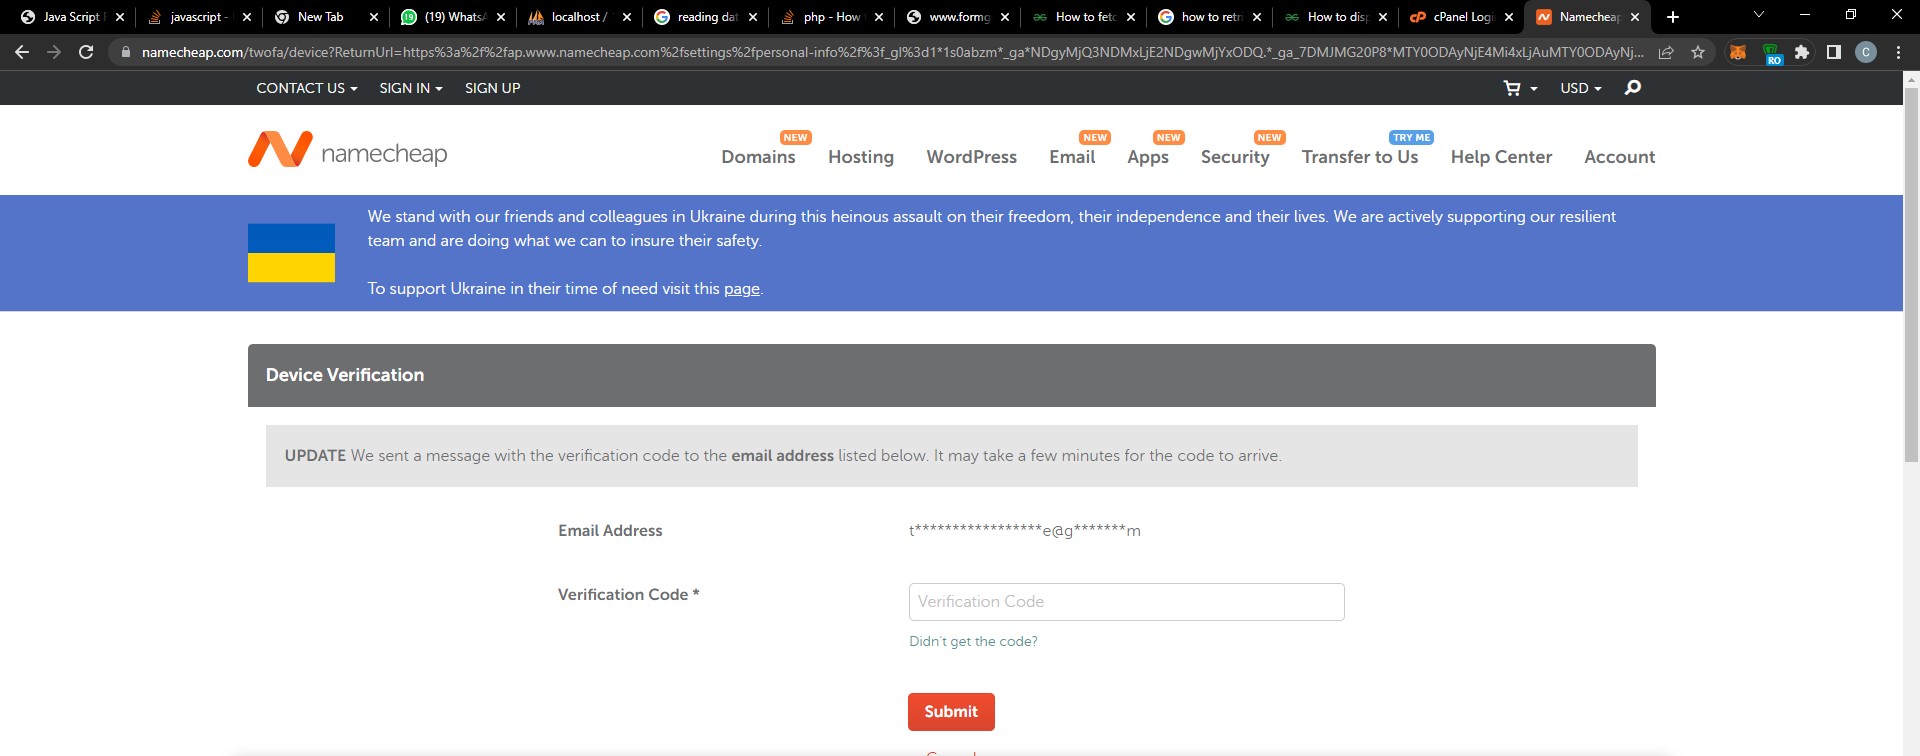 Java Script
javascript -
New Tab
(19) WhatsA
localhost /
reading dat
php - How
www.formg
How to fetc
how to retri
How to disp
cPanel Logi
Namecheap
namecheap.com/twofa/device?ReturnUrl=https%3a%2f%2fap.www.namecheap.com%2fsettings%2fpersonal-info%2f%3f_gl%3d1*1s0abzm*_ga*NDgyMjQ3NDMxLjE2NDgwMjYxODQ.*_ga_7DMJMG20P8*MTY0ODAyNjE4Mi4xLjAuMTY0ODAyNj...
RO
C
CONTACT US SIGN IN SIGN UP
USD
namecheap
NEW NEW NEW NEW TRY ME
Domains Hosting WordPress Email Apps Security Transfer to Us Help Center Account
We stand with our friends and colleagues in Ukraine during this heinous assault on their freedom, their independence and their lives. We are actively supporting our resilient
team and are doing what we can to insure their safety.
To support Ukraine in their time of need visit this page.
Device Verification
UPDATE We sent a message with the verification code to the email address listed below. It may take a few minutes for the code to arrive.
Email Address t*****************e@g*******m
Verification Code * Verification Code
Didn't get the code?
Submit